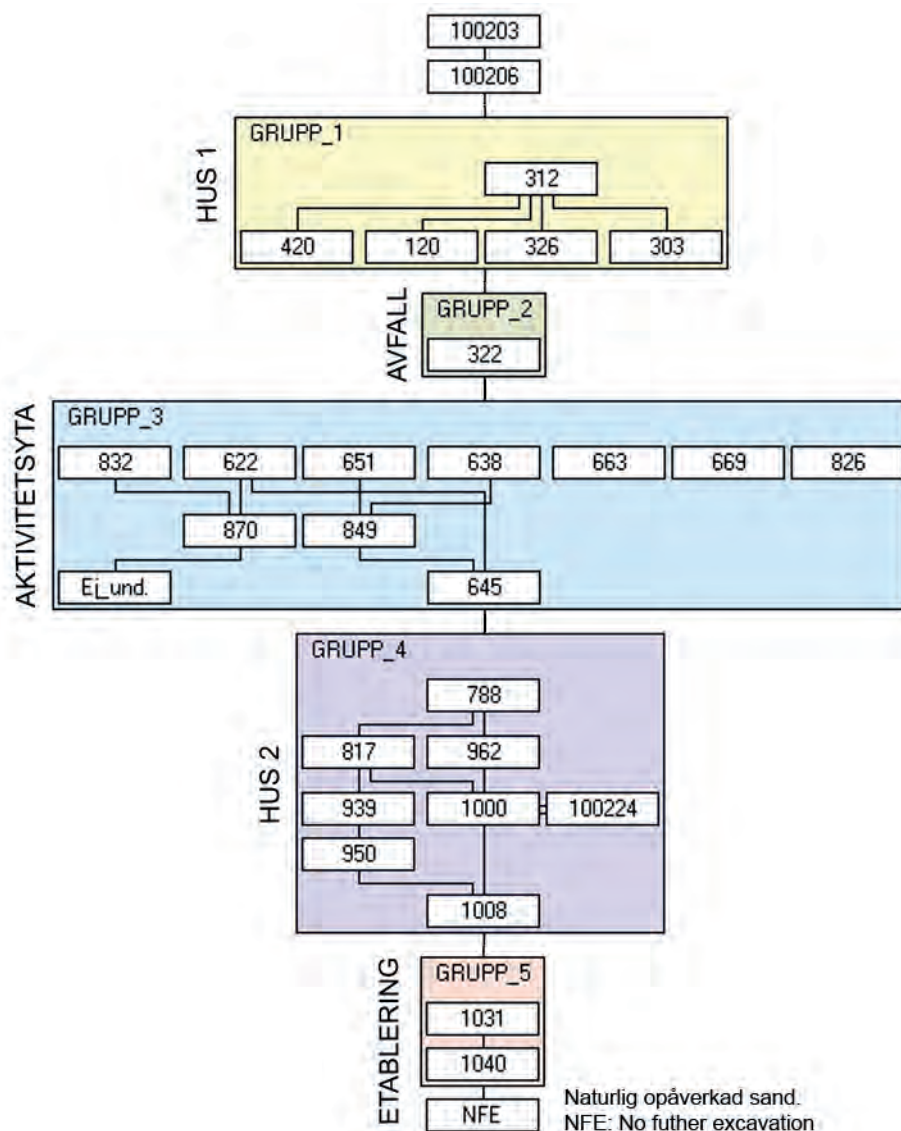 100203
100206
HUS 1
GRUPP_1
312
420 120 326 303
AVFALL
GRUPP_2
322
AKTIVITETSYTA
GRUPP_3
832 622 651 638 663 669 826
870 849
Ej_und. 645
HUS 2
GRUPP_4
788
817 962
939 1000 100224
950
1008
ETABLERING
GRUPP_5
1031
1040
NFE
Naturlig opåverkad sand.
NFE: No futher excavation